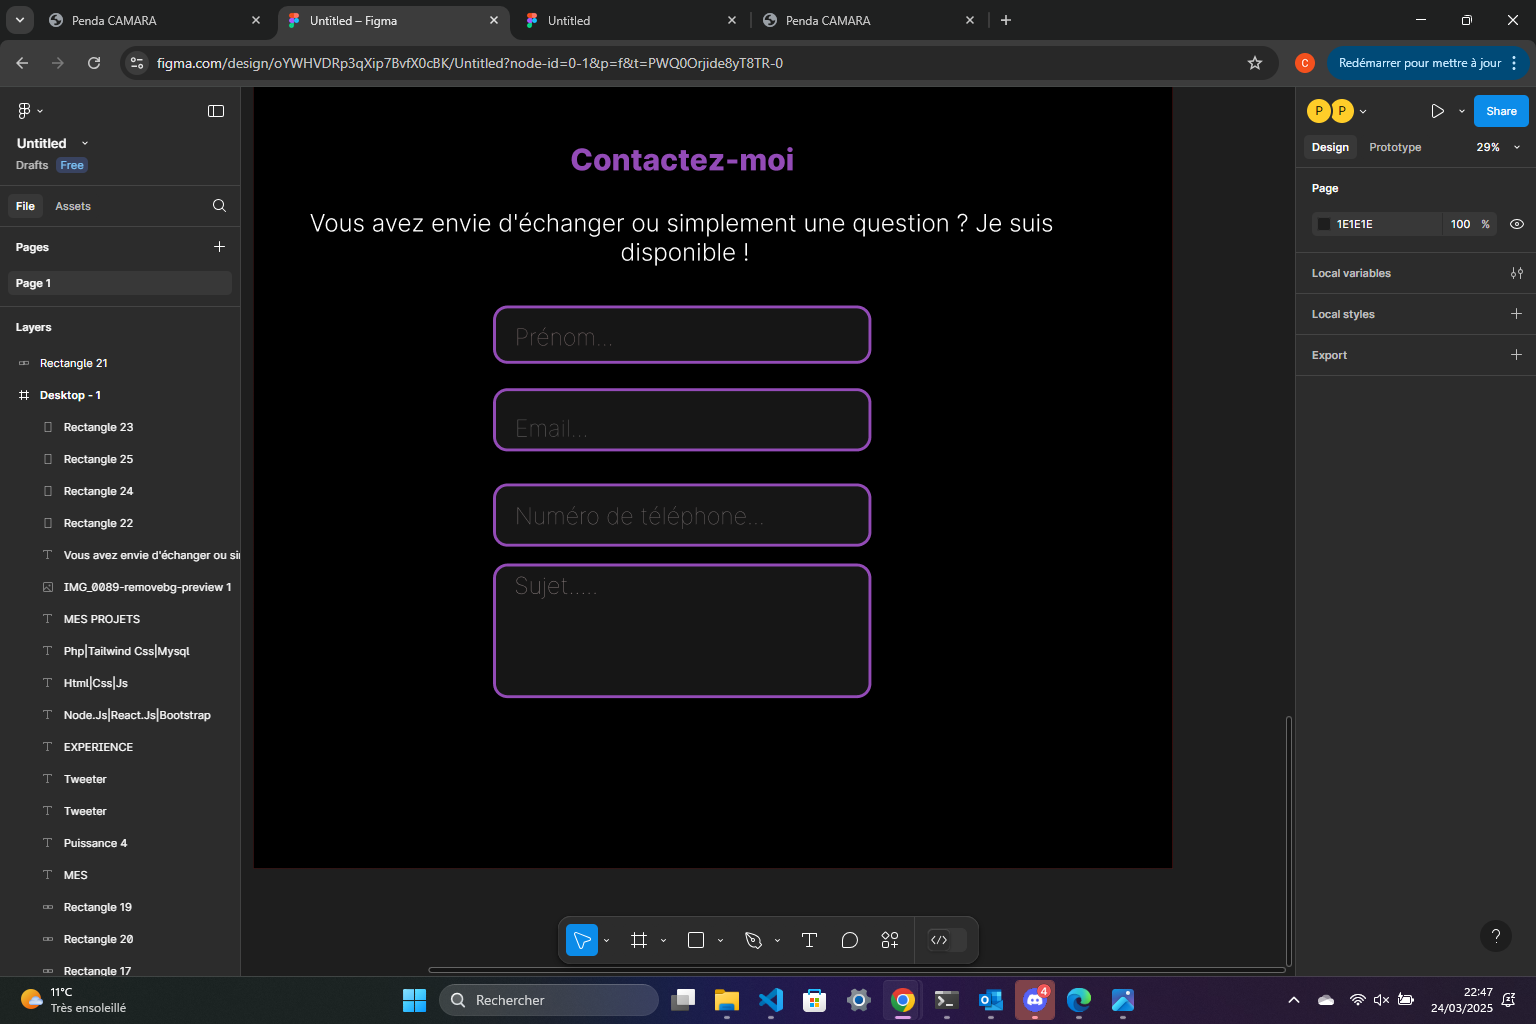 Penda CAMARA
Untitled – Figma
Untitled
Penda CAMARA
figma.com/design/oYWHVDRp3qXip7BvfX0cBK/Untitled?node-id=0-1&p=f&t=PWQ0Orjide8yT8TR-0
C
Redémarrer pour mettre à jour
Untitled
Drafts
Free
File
Assets
Pages
Page 1
Layers
Rectangle 21
Desktop - 1
Rectangle 23
Rectangle 25
Rectangle 24
Rectangle 22
Vous avez envie d'échanger ou si
IMG_0089-removebg-preview 1
MES PROJETS
Php|Tailwind Css|Mysql
Html|Css|Js
Node.Js|React.Js|Bootstrap
EXPERIENCE
Tweeter
Tweeter
Puissance 4
MES
Rectangle 19
Rectangle 20
Rectangle 17
Contactez-moi
Vous avez envie d'échanger ou simplement une question ? Je suis
disponible !
Prénom...
Email...
Numéro de téléphone...
Sujet.....
P P
Share
Design
Prototype
29%
Page
1E1E1E
100 %
Local variables
Local styles
Export
?
11°C
Très ensoleillé
Rechercher
4
22:47
24/03/2025